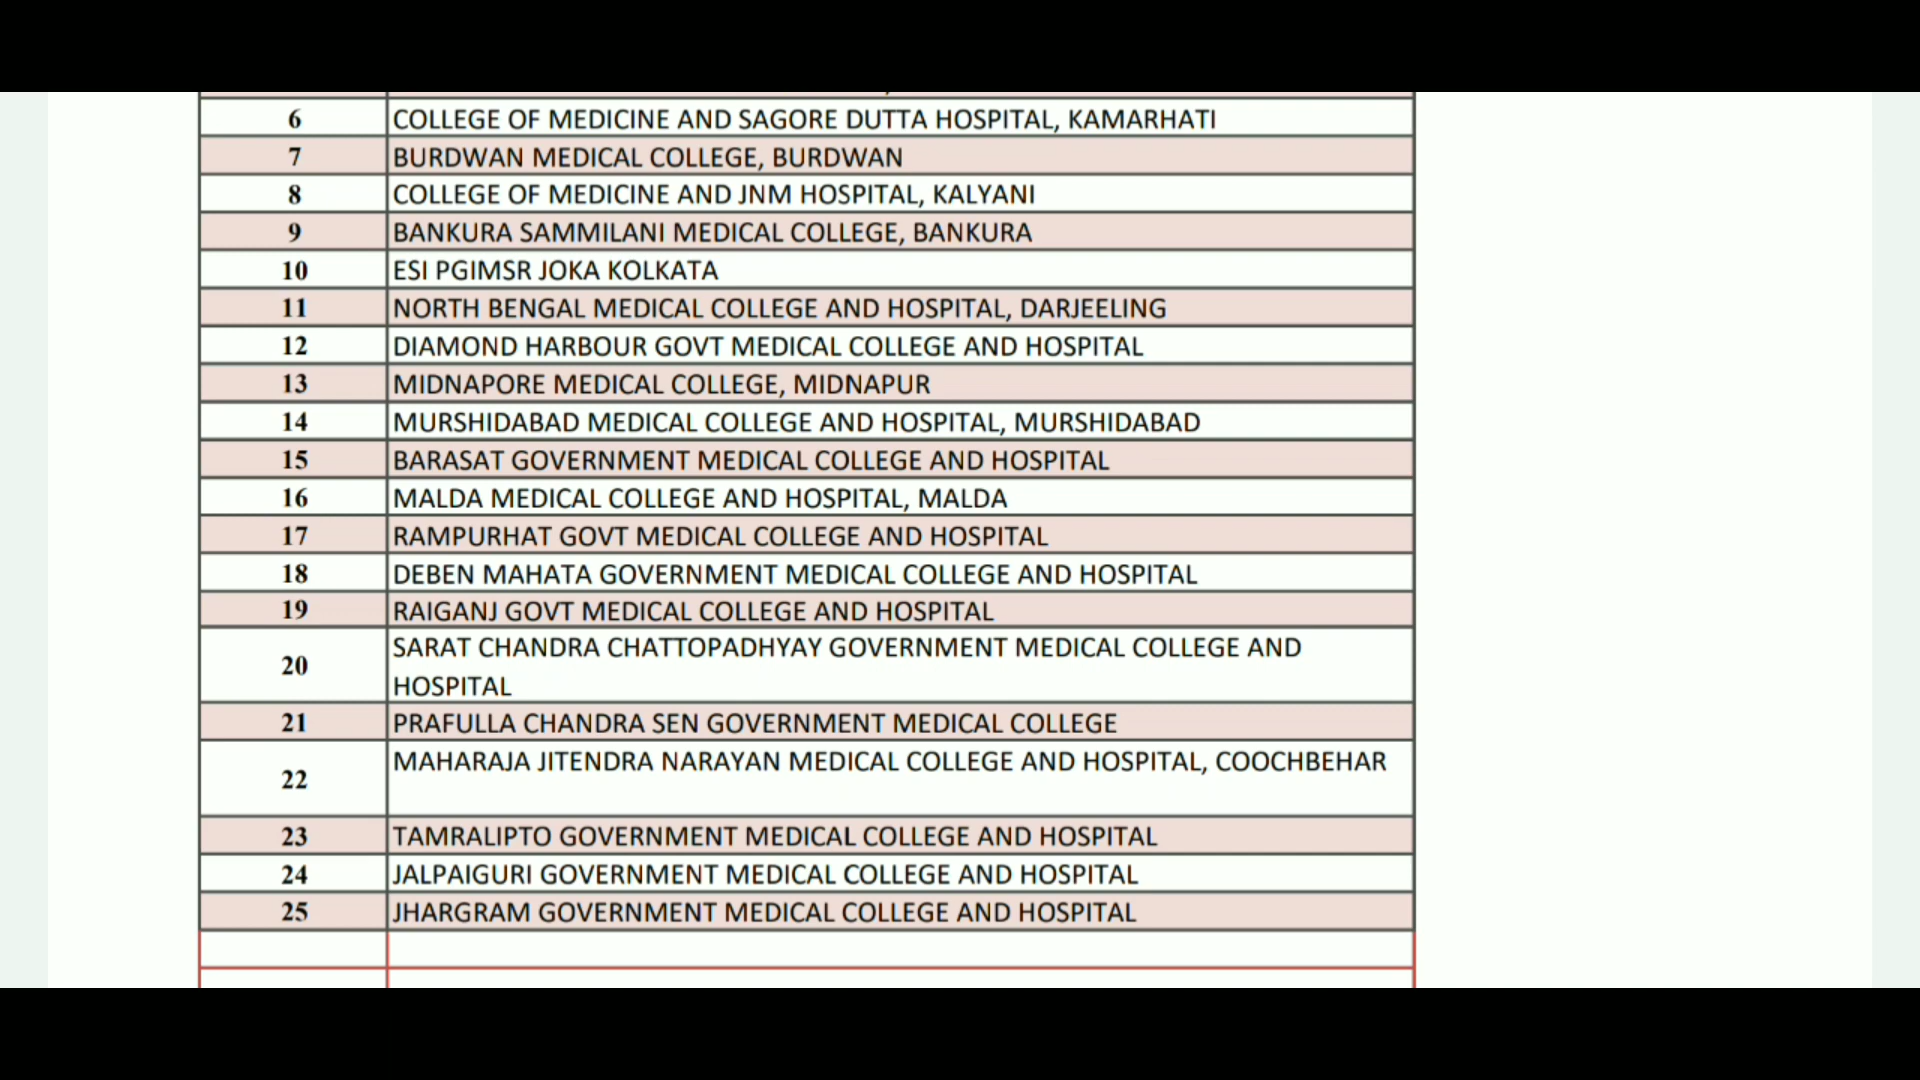 6 COLLEGE OF MEDICINE AND SAGORE DUTTA HOSPITAL, KAMARHATI
7 BURDWAN MEDICAL COLLEGE, BURDWAN
8 COLLEGE OF MEDICINE AND JNM HOSPITAL, KALYANI
9 BANKURA SAMMILANI MEDICAL COLLEGE, BANKURA
10 ESI PGIMSR JOKA KOLKATA
11 NORTH BENGAL MEDICAL COLLEGE AND HOSPITAL, DARJEELING
12 DIAMOND HARBOUR GOVT MEDICAL COLLEGE AND HOSPITAL
13 MIDNAPORE MEDICAL COLLEGE, MIDNAPUR
14 MURSHIDABAD MEDICAL COLLEGE AND HOSPITAL, MURSHIDABAD
15 BARASAT GOVERNMENT MEDICAL COLLEGE AND HOSPITAL
16 MALDA MEDICAL COLLEGE AND HOSPITAL, MALDA
17 RAMPURHAT GOVT MEDICAL COLLEGE AND HOSPITAL
18 DEBEN MAHATA GOVERNMENT MEDICAL COLLEGE AND HOSPITAL
19 RAIGANJ GOVT MEDICAL COLLEGE AND HOSPITAL
20 SARAT CHANDRA CHATTOPADHYAY GOVERNMENT MEDICAL COLLEGE AND
HOSPITAL
21 PRAFULLA CHANDRA SEN GOVERNMENT MEDICAL COLLEGE
22 MAHARAJA JITENDRA NARAYAN MEDICAL COLLEGE AND HOSPITAL, COOCHBEHAR
23 TAMRALIPTO GOVERNMENT MEDICAL COLLEGE AND HOSPITAL
24 JALPAIGURI GOVERNMENT MEDICAL COLLEGE AND HOSPITAL
25 JHARGRAM GOVERNMENT MEDICAL COLLEGE AND HOSPITAL